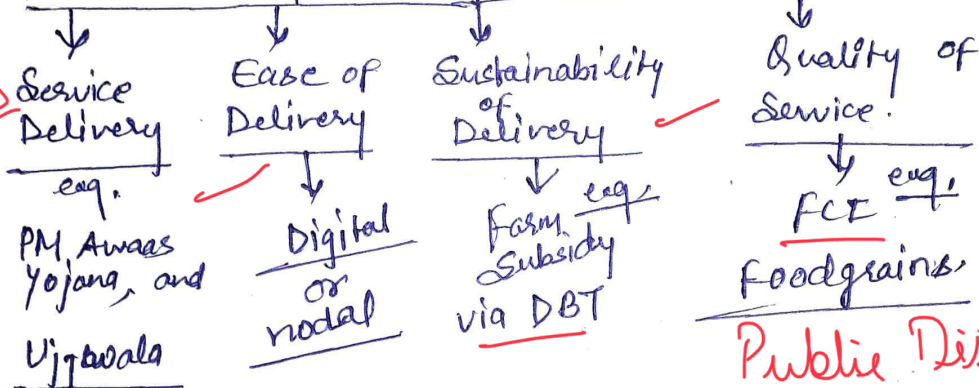 Service
Delivery
eg.
PM Awaas
Yojana, and
Ujjawala
Ease of
Delivery
Digital
or
nodal
Sustainability
of
Delivery
eg.
Farm
Subsidy
via DBT
Quality of
Service.
eg.
FCI
Foodgrains,
Public